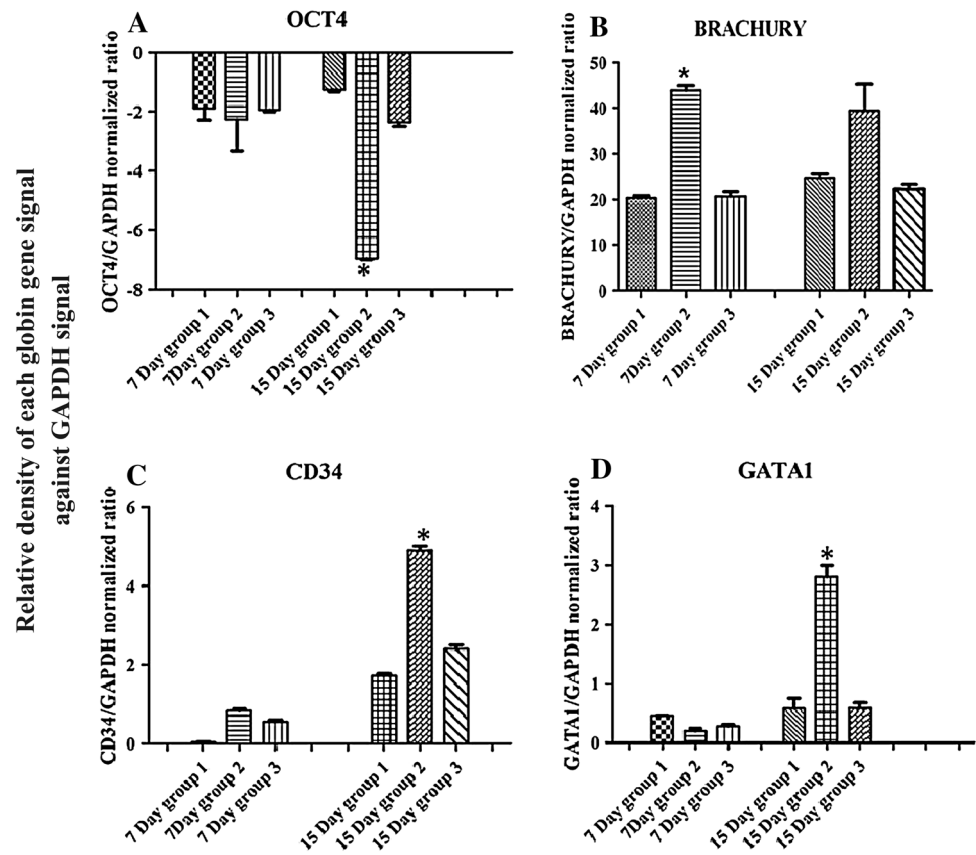 Relative density of each globin gene signal
against GAPDH signal
A
OCT4
OCT4/GAPDH normalized ratio
0
-2
-4
-6
-8
*
7 Day group 1
7Day group 2
7 Day group 3
15 Day group 1
15 Day group 2
15 Day group 3
B
BRACHURY
BRACHURY/GAPDH normalized ratio
50
40
30
20
10
0
*
7 Day group 1
7Day group 2
7 Day group 3
15 Day group 1
15 Day group 2
15 Day group 3
C
CD34
CD34/GAPDH normalized ratio
6
4
2
0
*
7 Day group 1
7Day group 2
7 Day group 3
15 Day group 1
15 Day group 2
15 Day group 3
D
GATA1
GATA1/GAPDH normalized ratio
4
3
2
1
0
*
7 Day group 1
7Day group 2
7 Day group 3
15 Day group 1
15 Day group 2
15 Day group 3